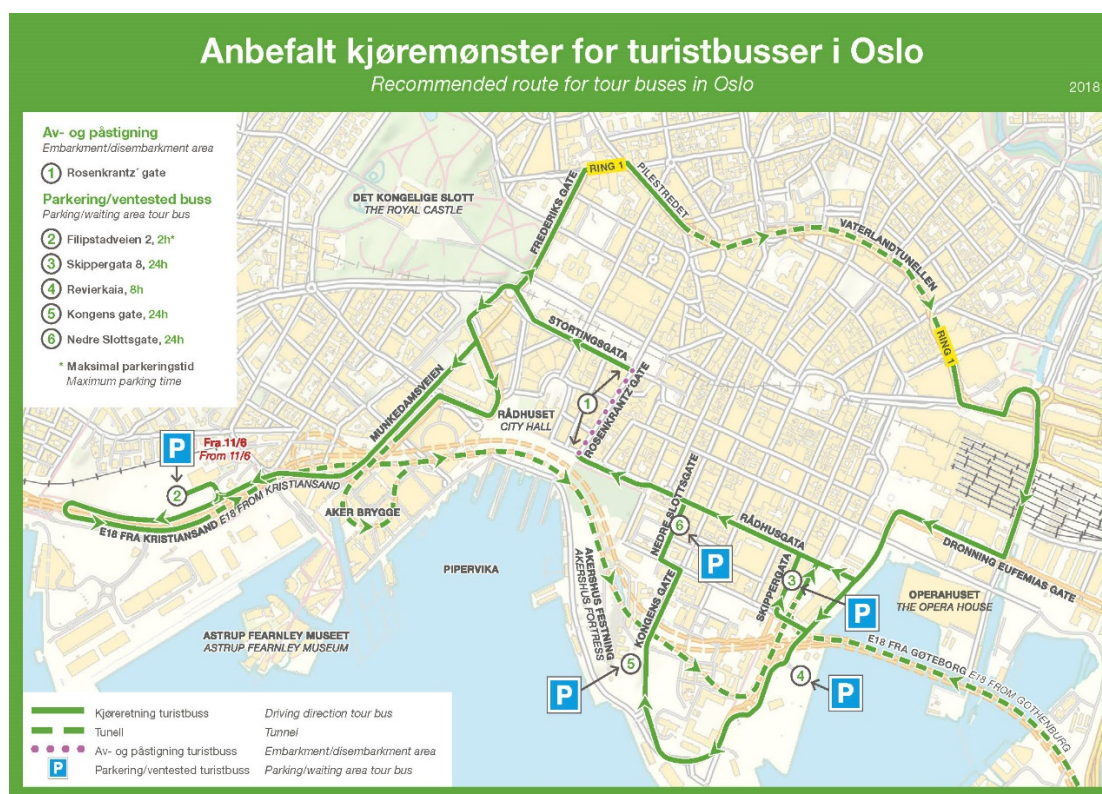 Anbefalt kjøremønster for turistbusser i Oslo
Recommended route for tour buses in Oslo
2018
Av- og påstigning
Embarkment/disembarkment area
1 Rosenkrantz´ gate
Parkering/ventested buss
Parking/waiting area tour bus
2 Filipstadveien 2, 2h*
3 Skippergata 8, 24h
4 Revierkaia, 8h
5 Kongens gate, 24h
6 Nedre Slottsgate, 24h
* Maksimal parkeringstid
Maximum parking time
RING 1
PILESTREDET
DET KONGELIGE SLOTT
THE ROYAL CASTLE
FREDERIKS GATE
VATERLANDTUNELLEN
RING 1
STORTINGSGATA
1
ROSENKRANTZ' GATE
MUNKEDAMSVEIEN
RÅDHUSET
CITY HALL
P
Fra 11/6
From 11/6
2
E18 FRA KRISTIANSAND E18 FROM KRISTIANSAND
AKER BRYGGE
NEDRE SLOTTSGATE
6
P
RÅDHUSGATA
DRONNING EUFEMIAS GATE
PIPERVIKA
AKERSHUS FESTNING
AKERSHUS FORTRESS
KONGENS GATE
SKIPPERGATA
3
P
OPERAHUSET
THE OPERA HOUSE
ASTRUP FEARNLEY MUSEET
ASTRUP FEARNLEY MUSEUM
5
P
4
P
E18 FRA GØTEBORG E18 FROM GOTHENBURG
Kjøreretning turistbuss Driving direction tour bus
Tunell Tunnel
Av- og påstigning turistbuss Embarkment/disembarkment area
P Parkering/ventested turistbuss Parking/waiting area tour bus